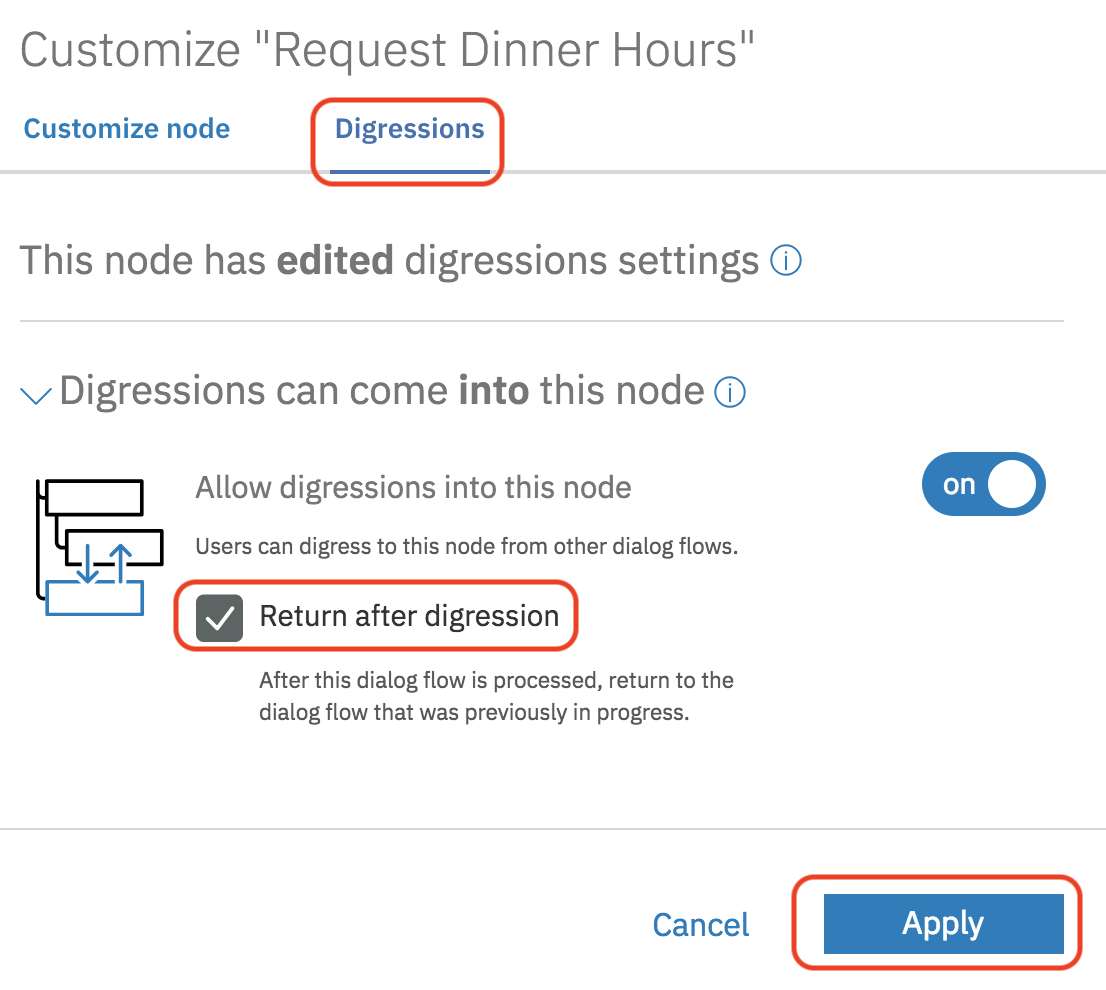 Customize "Request Dinner Hours"
Customize node
Digressions
This node has edited digressions settings
Digressions can come into this node
Allow digressions into this node
on
Users can digress to this node from other dialog flows.
Return after digression
After this dialog flow is processed, return to the
dialog flow that was previously in progress.
Cancel
Apply